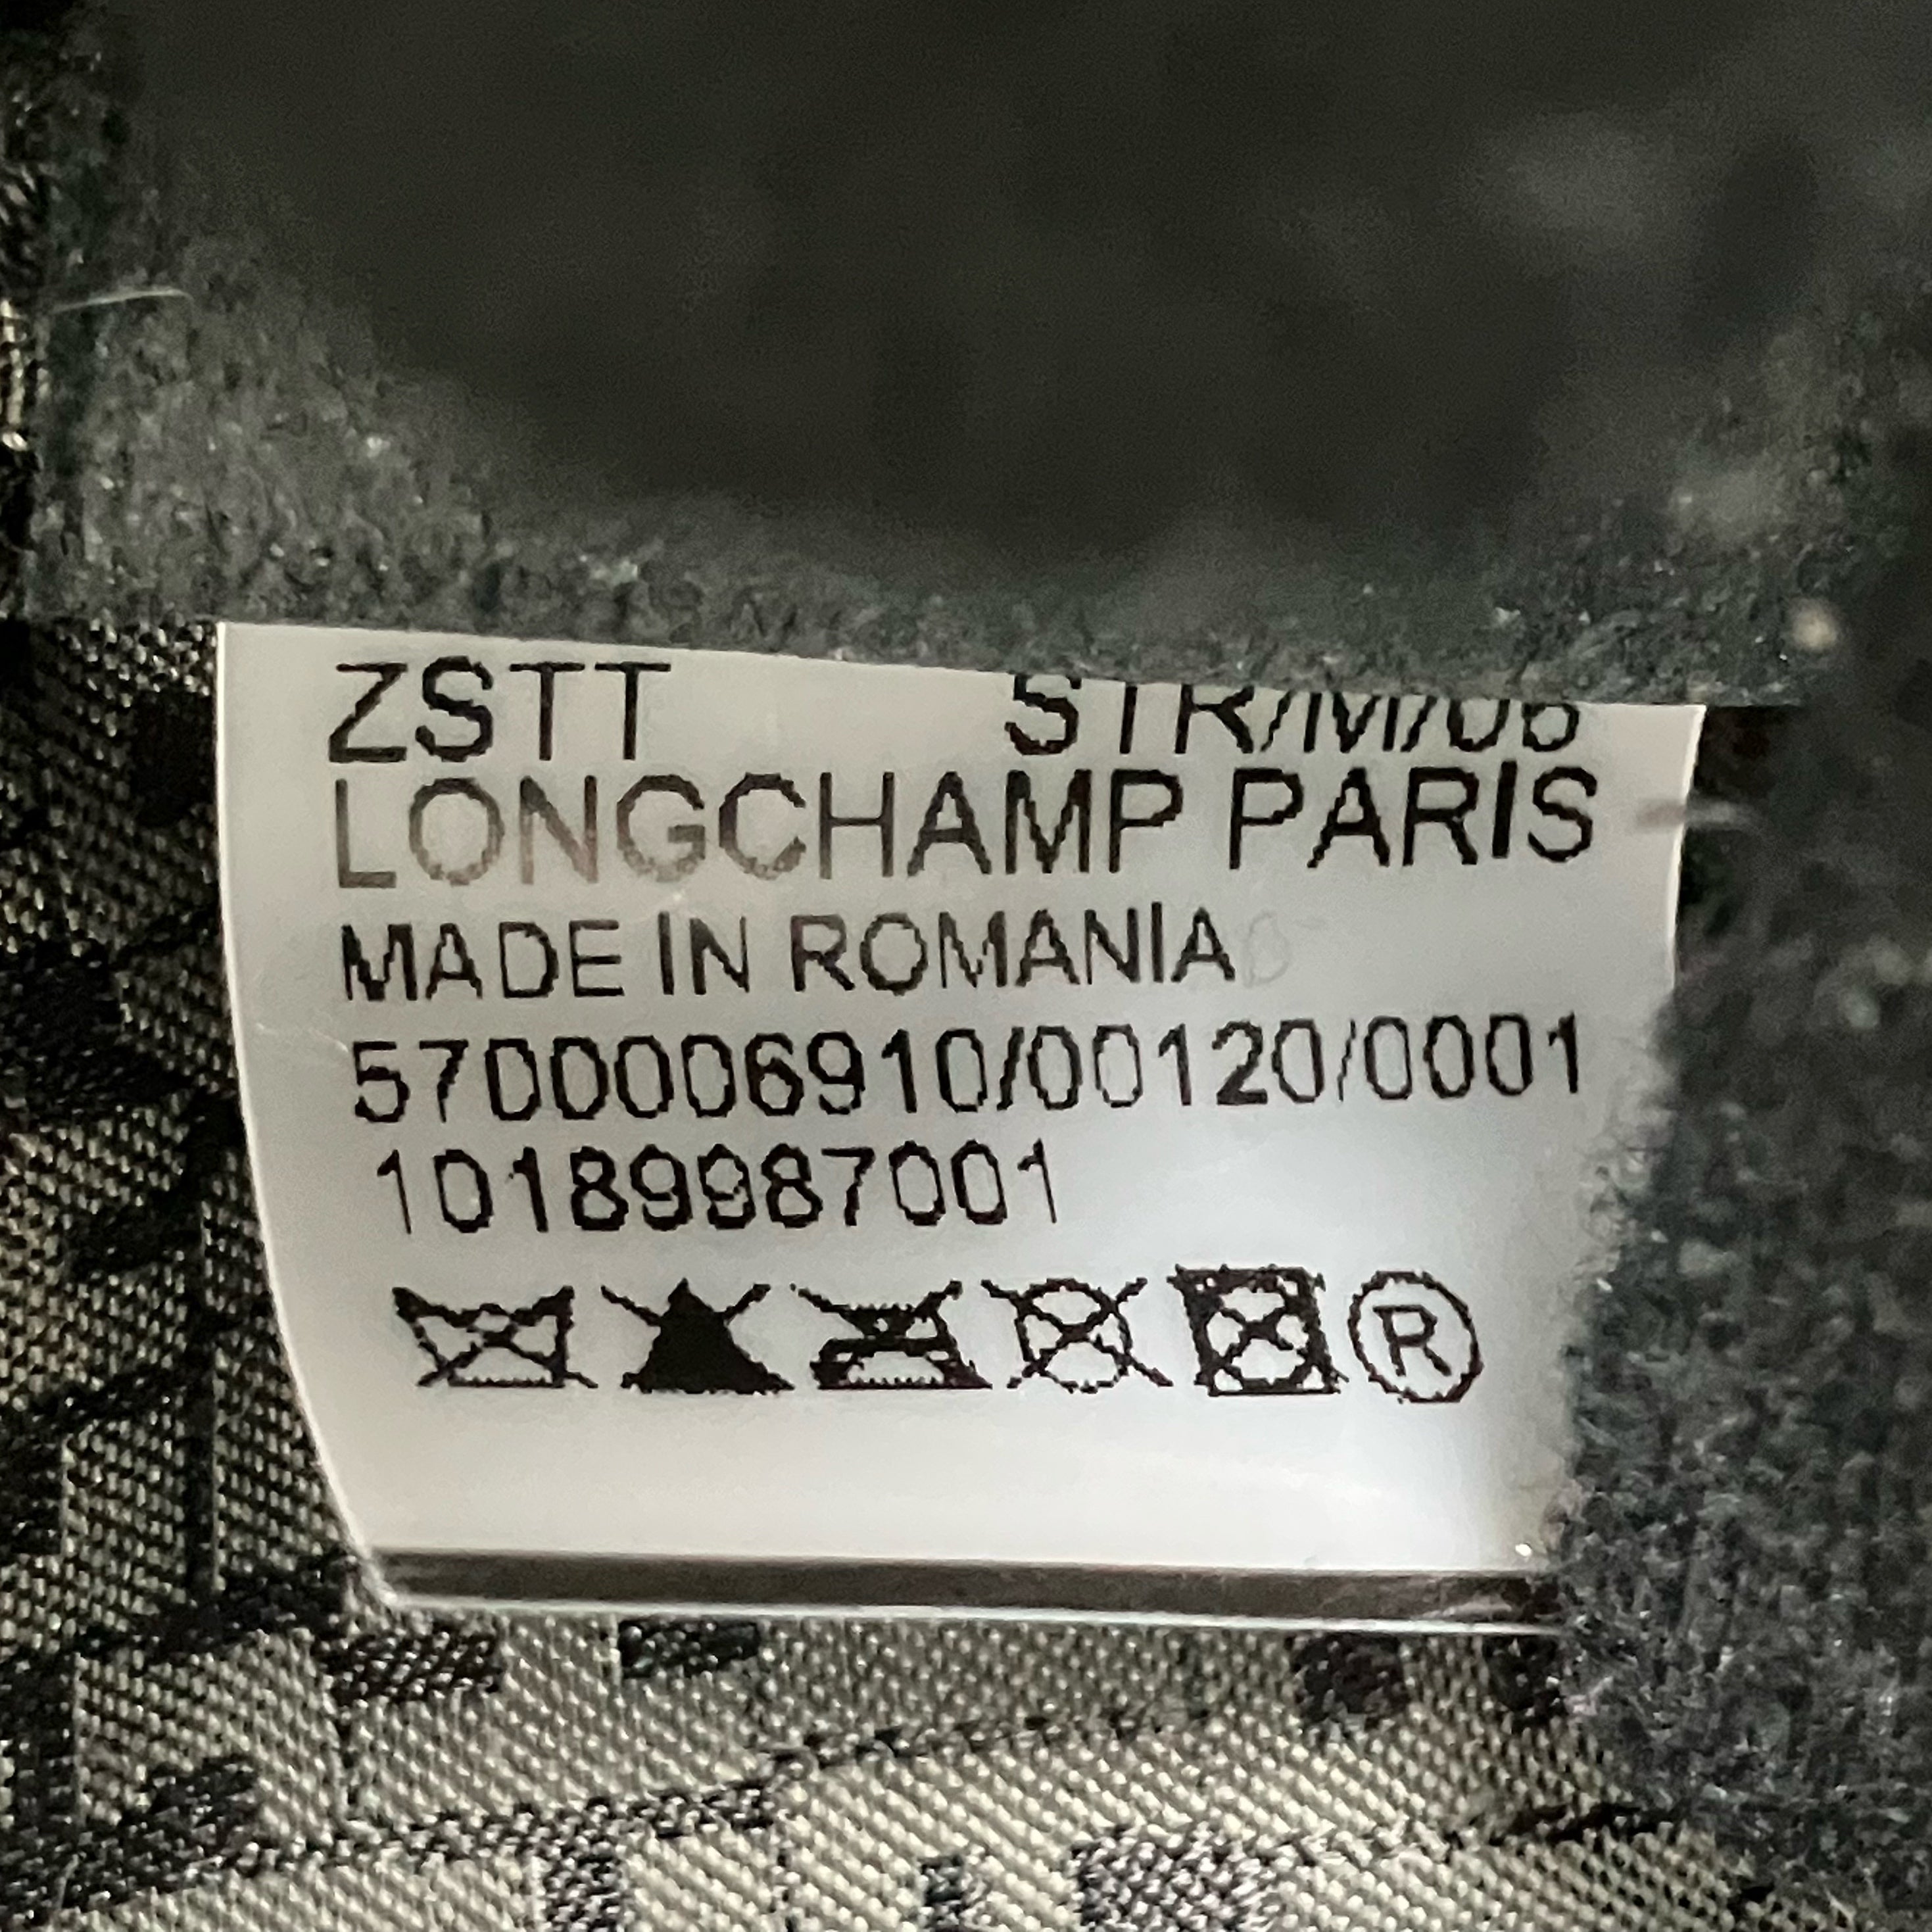 ZSTT STR/M/06
LONGCHAMP PARIS
MADE IN ROMANIA
5700006910/00120/0001
10189987001
®